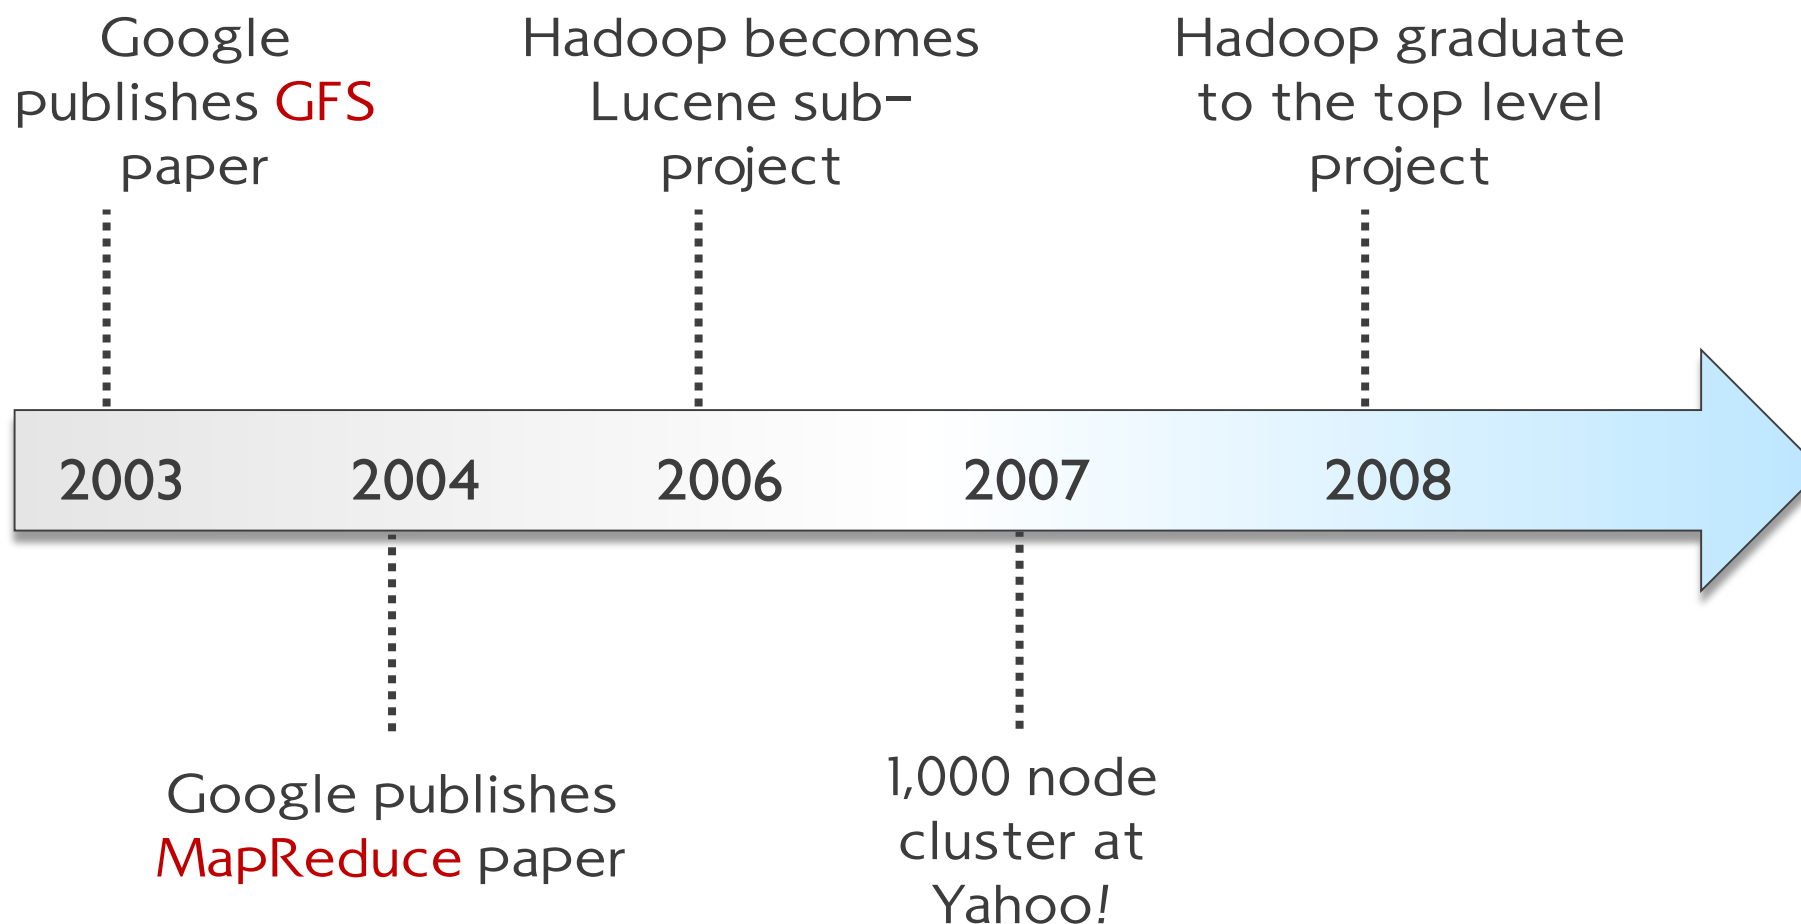 Google
publishes GFS
paper
Hadoop becomes
Lucene sub-
project
Hadoop graduate
to the top level
project
2003
2004
2006
2007
2008
Google publishes
MapReduce paper
1,000 node
cluster at
Yahoo!